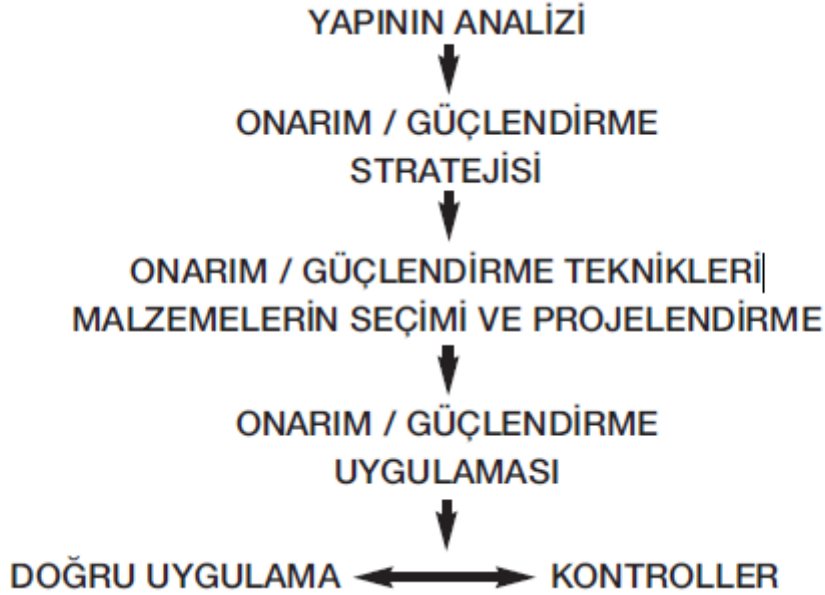 YAPININ ANALİZİ
ONARIM / GÜÇLENDİRME
STRATEJİSİ
ONARIM / GÜÇLENDİRME TEKNİKLERİ
MALZEMELERİN SEÇİMİ VE PROJELENDİRME
ONARIM / GÜÇLENDİRME
UYGULAMASI
DOĞRU UYGULAMA KONTROLLER